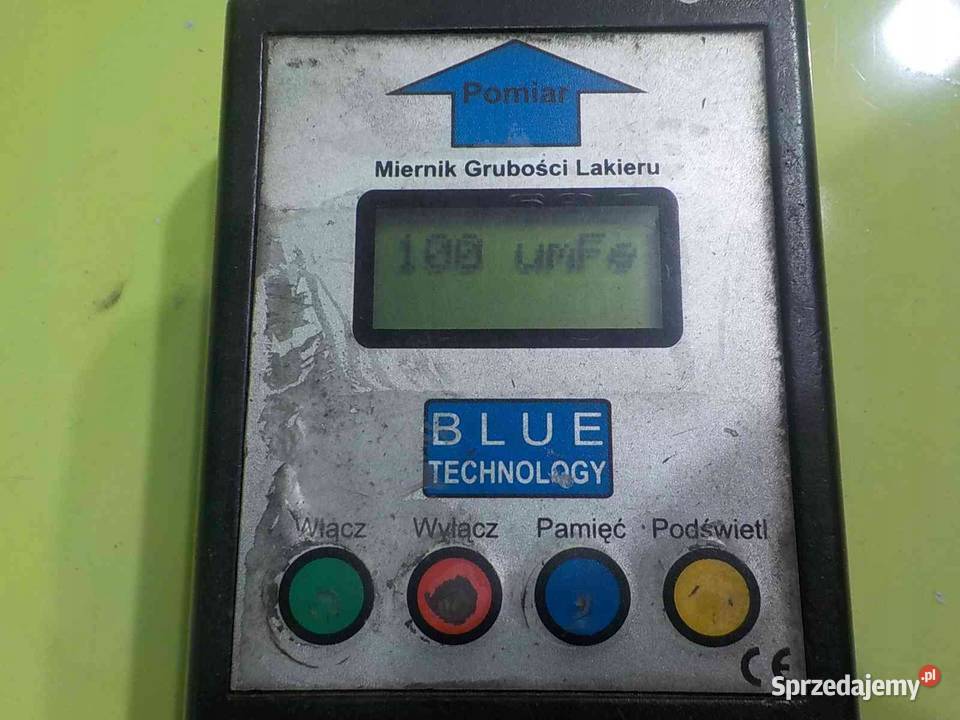 Pomiar
Miernik Grubości Lakieru
100 umFe
BLUE
TECHNOLOGY
Włącz Wyłącz Pamięć Podświetl
CE
Sprzedajemy.pl